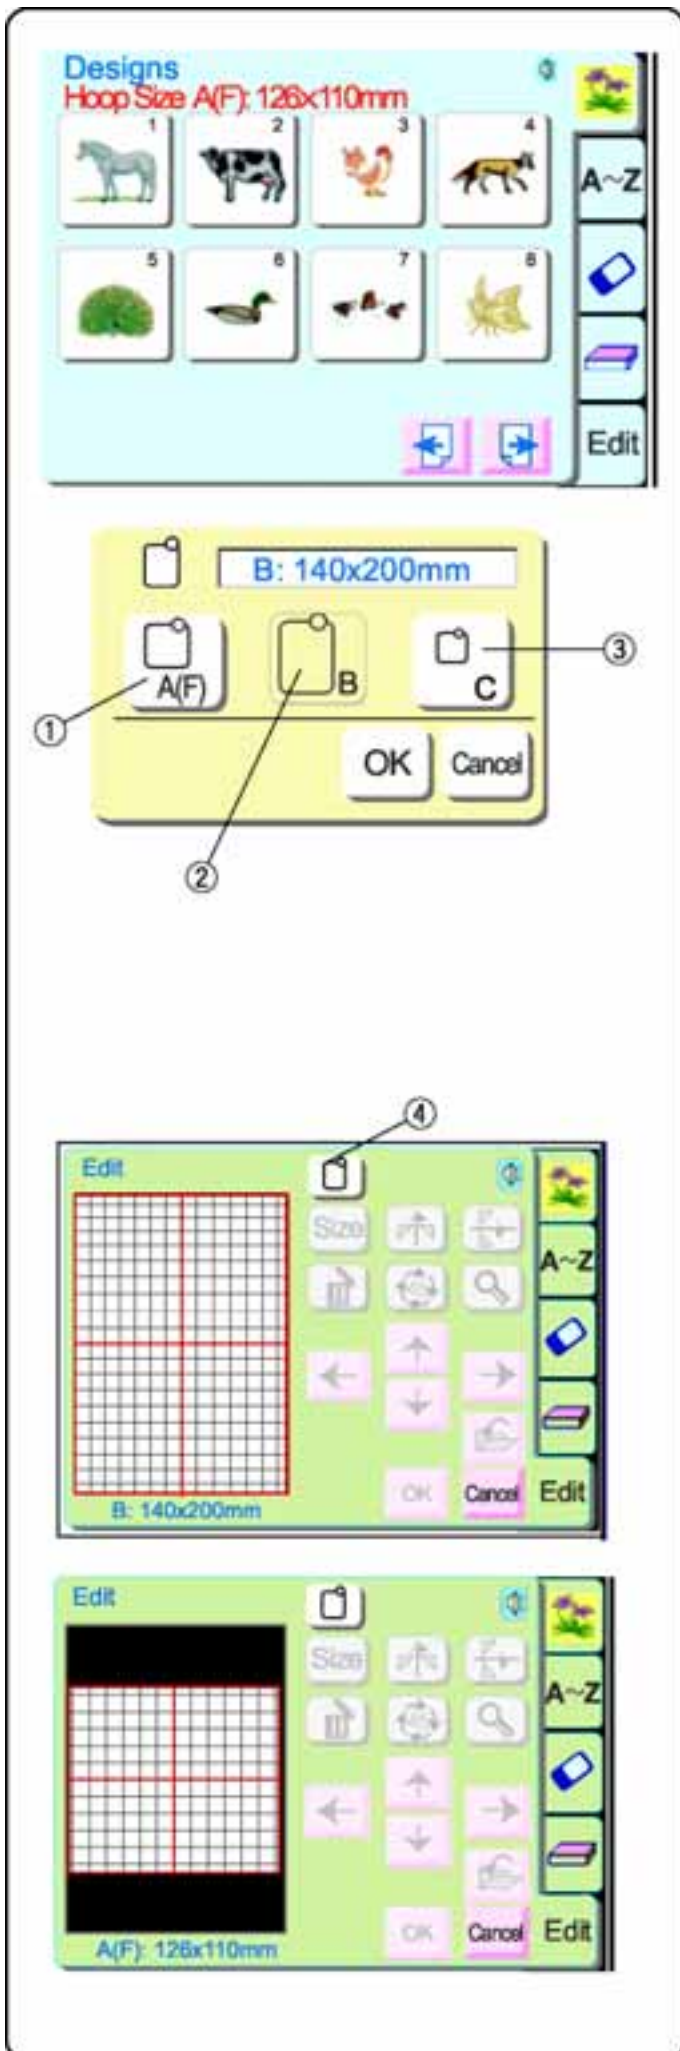 Designs
Hoop Size A(F): 126x110mm
1 2 3 4
A~Z
5 6 7 8
Edit
B: 140x200mm
A(F) B C
③
①
OK Cancel
②
④
Edit
Size
A~Z
OK Cancel Edit
B: 140x200mm
Edit
Size
A~Z
OK Cancel Edit
A(F): 126x110mm